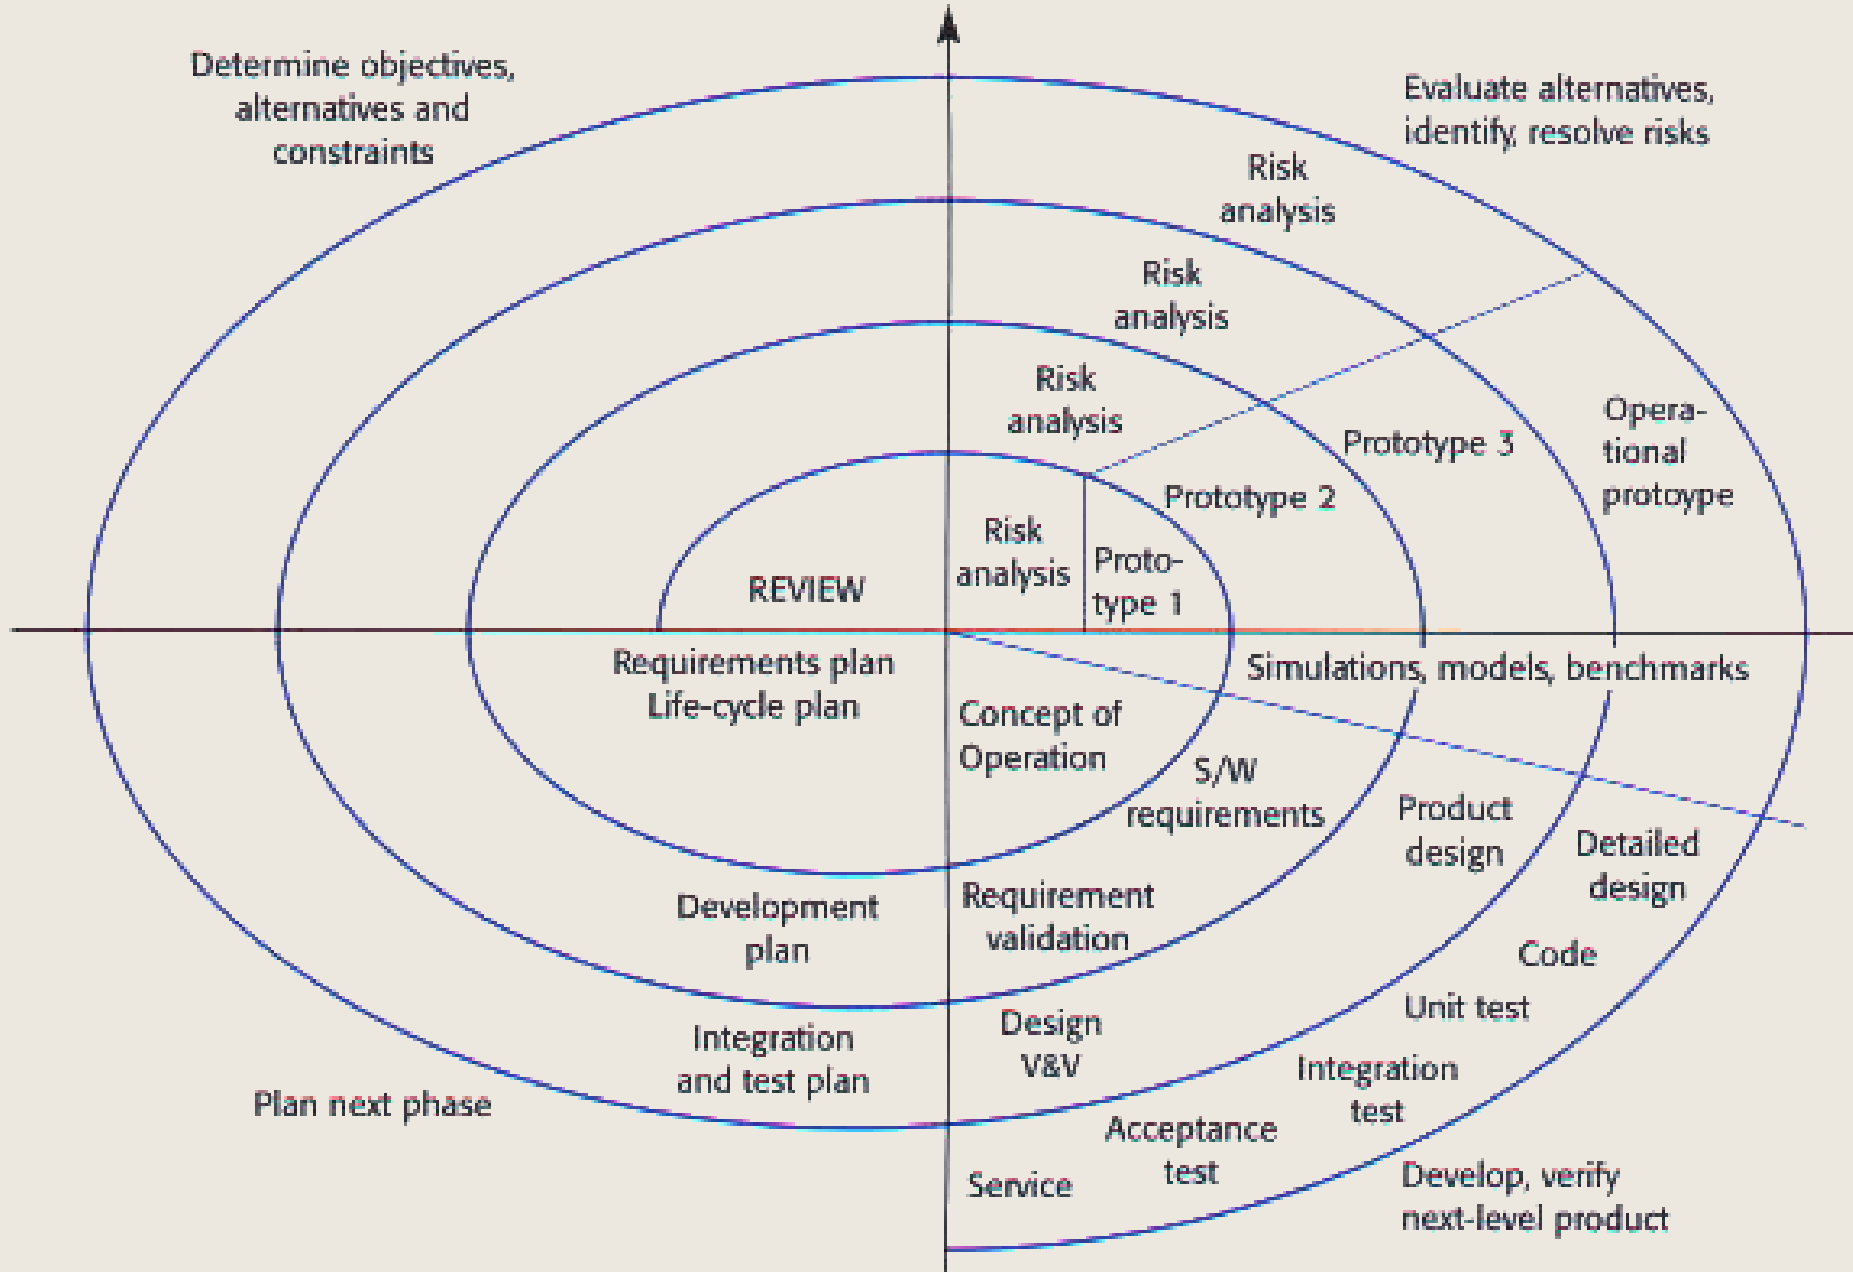 Determine objectives,
alternatives and
constraints
Evaluate alternatives,
identify, resolve risks
Risk
analysis
Risk
analysis
Risk
analysis
Risk
analysis
Proto-
type 1
Prototype 2
Prototype 3
Opera-
tional
protoype
REVIEW
Requirements plan
Life-cycle plan
Simulations, models, benchmarks
Concept of
Operation
S/W
requirements
Product
design
Detailed
design
Development
plan
Requirement
validation
Code
Unit test
Integration
and test plan
Design
V&V
Integration
test
Plan next phase
Acceptance
test
Service
Develop, verify
next-level product